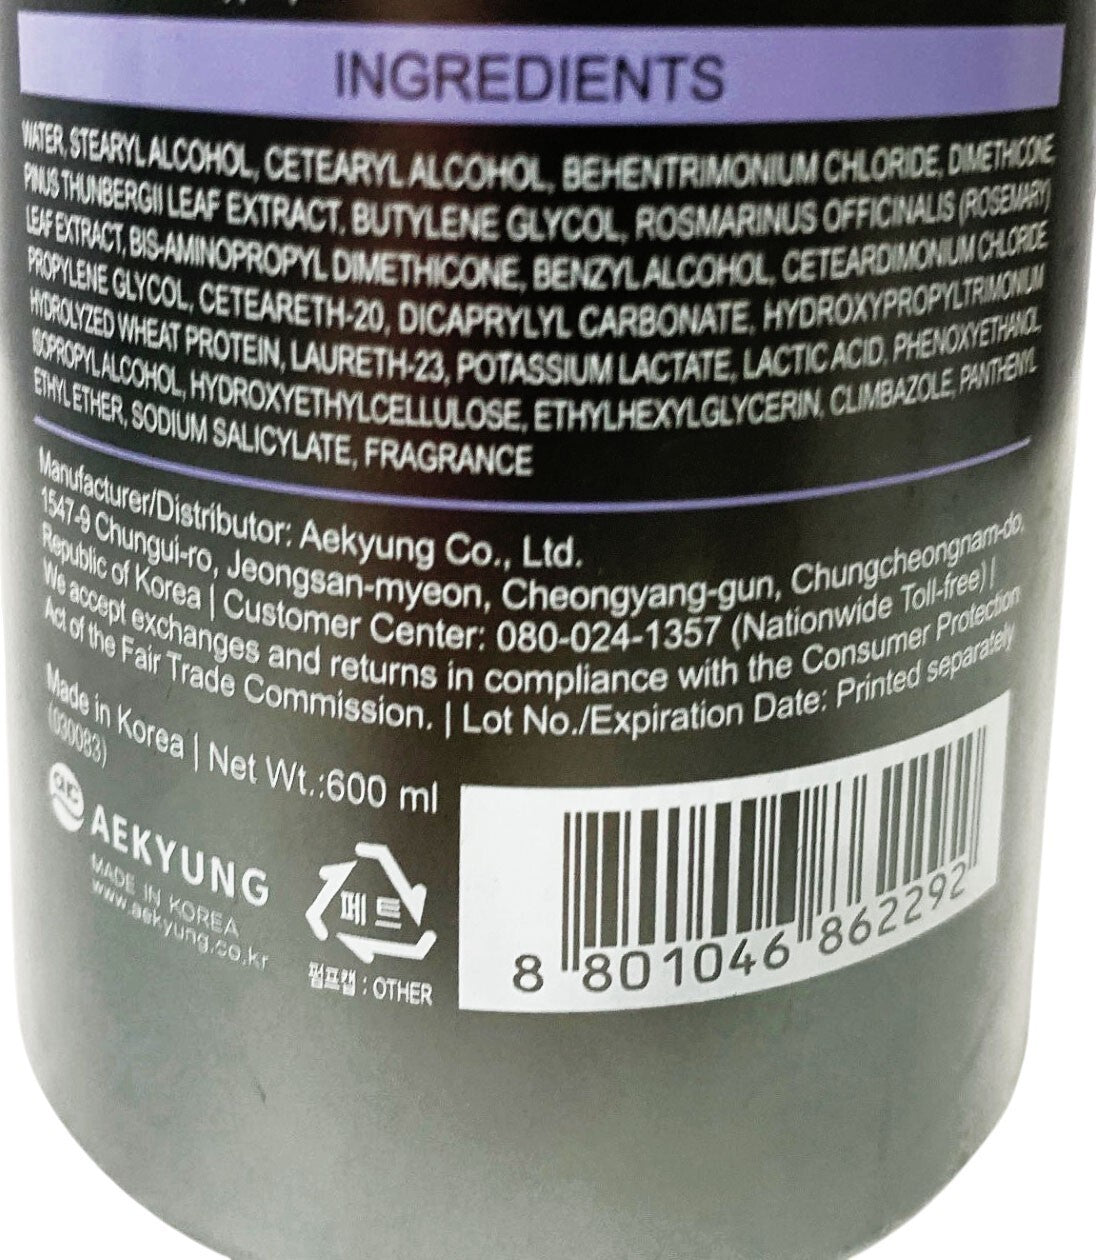 INGREDIENTS
WATER, STEARYL ALCOHOL, CETEARYL ALCOHOL, BEHENTRIMONIUM CHLORIDE, DIMETHICONE
PINUS THUNBERGII LEAF EXTRACT, BUTYLENE GLYCOL, ROSMARINUS OFFICINALIS (ROSEMARY)
LEAF EXTRACT, BIS-AMINOPROPYL DIMETHICONE, BENZYL ALCOHOL, CETEARDIMONIUM CHLORIDE
PROPYLENE GLYCOL, CETEARETH-20, DICAPRYLYL CARBONATE, HYDROXYPROPYLTRIMONIUM
HYDROLYZED WHEAT PROTEIN, LAURETH-23, POTASSIUM LACTATE, LACTIC ACID, PHENOXYETHANOL
ISOPROPYL ALCOHOL, HYDROXYETHYLCELLULOSE, ETHYLHEXYLGLYCERIN, CLIMBAZOLE, PANTHENYL
ETHYL ETHER, SODIUM SALICYLATE, FRAGRANCE
Manufacturer/Distributor: Aekyung Co., Ltd.
1547-9 Chungui-ro, Jeongsan-myeon, Cheongyang-gun, Chungcheongnam-do,
Republic of Korea | Customer Center: 080-024-1357 (Nationwide Toll-free) |
We accept exchanges and returns in compliance with the Consumer Protection
Act of the Fair Trade Commission. | Lot No./Expiration Date: Printed separately
Made in Korea | Net Wt.:600 ml
(030083)
aĸ AEKYUNG
MADE IN KOREA
www.aekyung.co.kr
페트
펌프캡 : OTHER
8 801046 862292